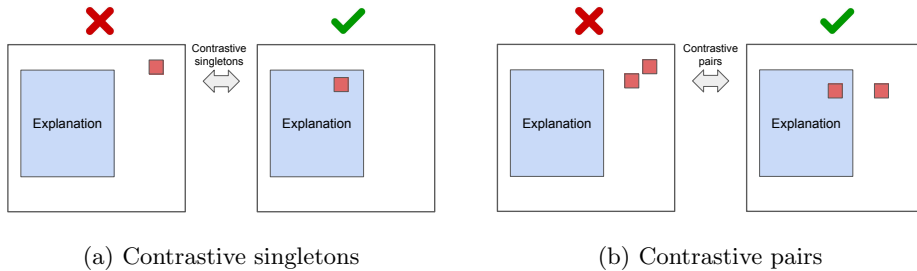 Contrastive
singletons
Explanation
Explanation
Contrastive
pairs
Explanation
Explanation
(a) Contrastive singletons
(b) Contrastive pairs